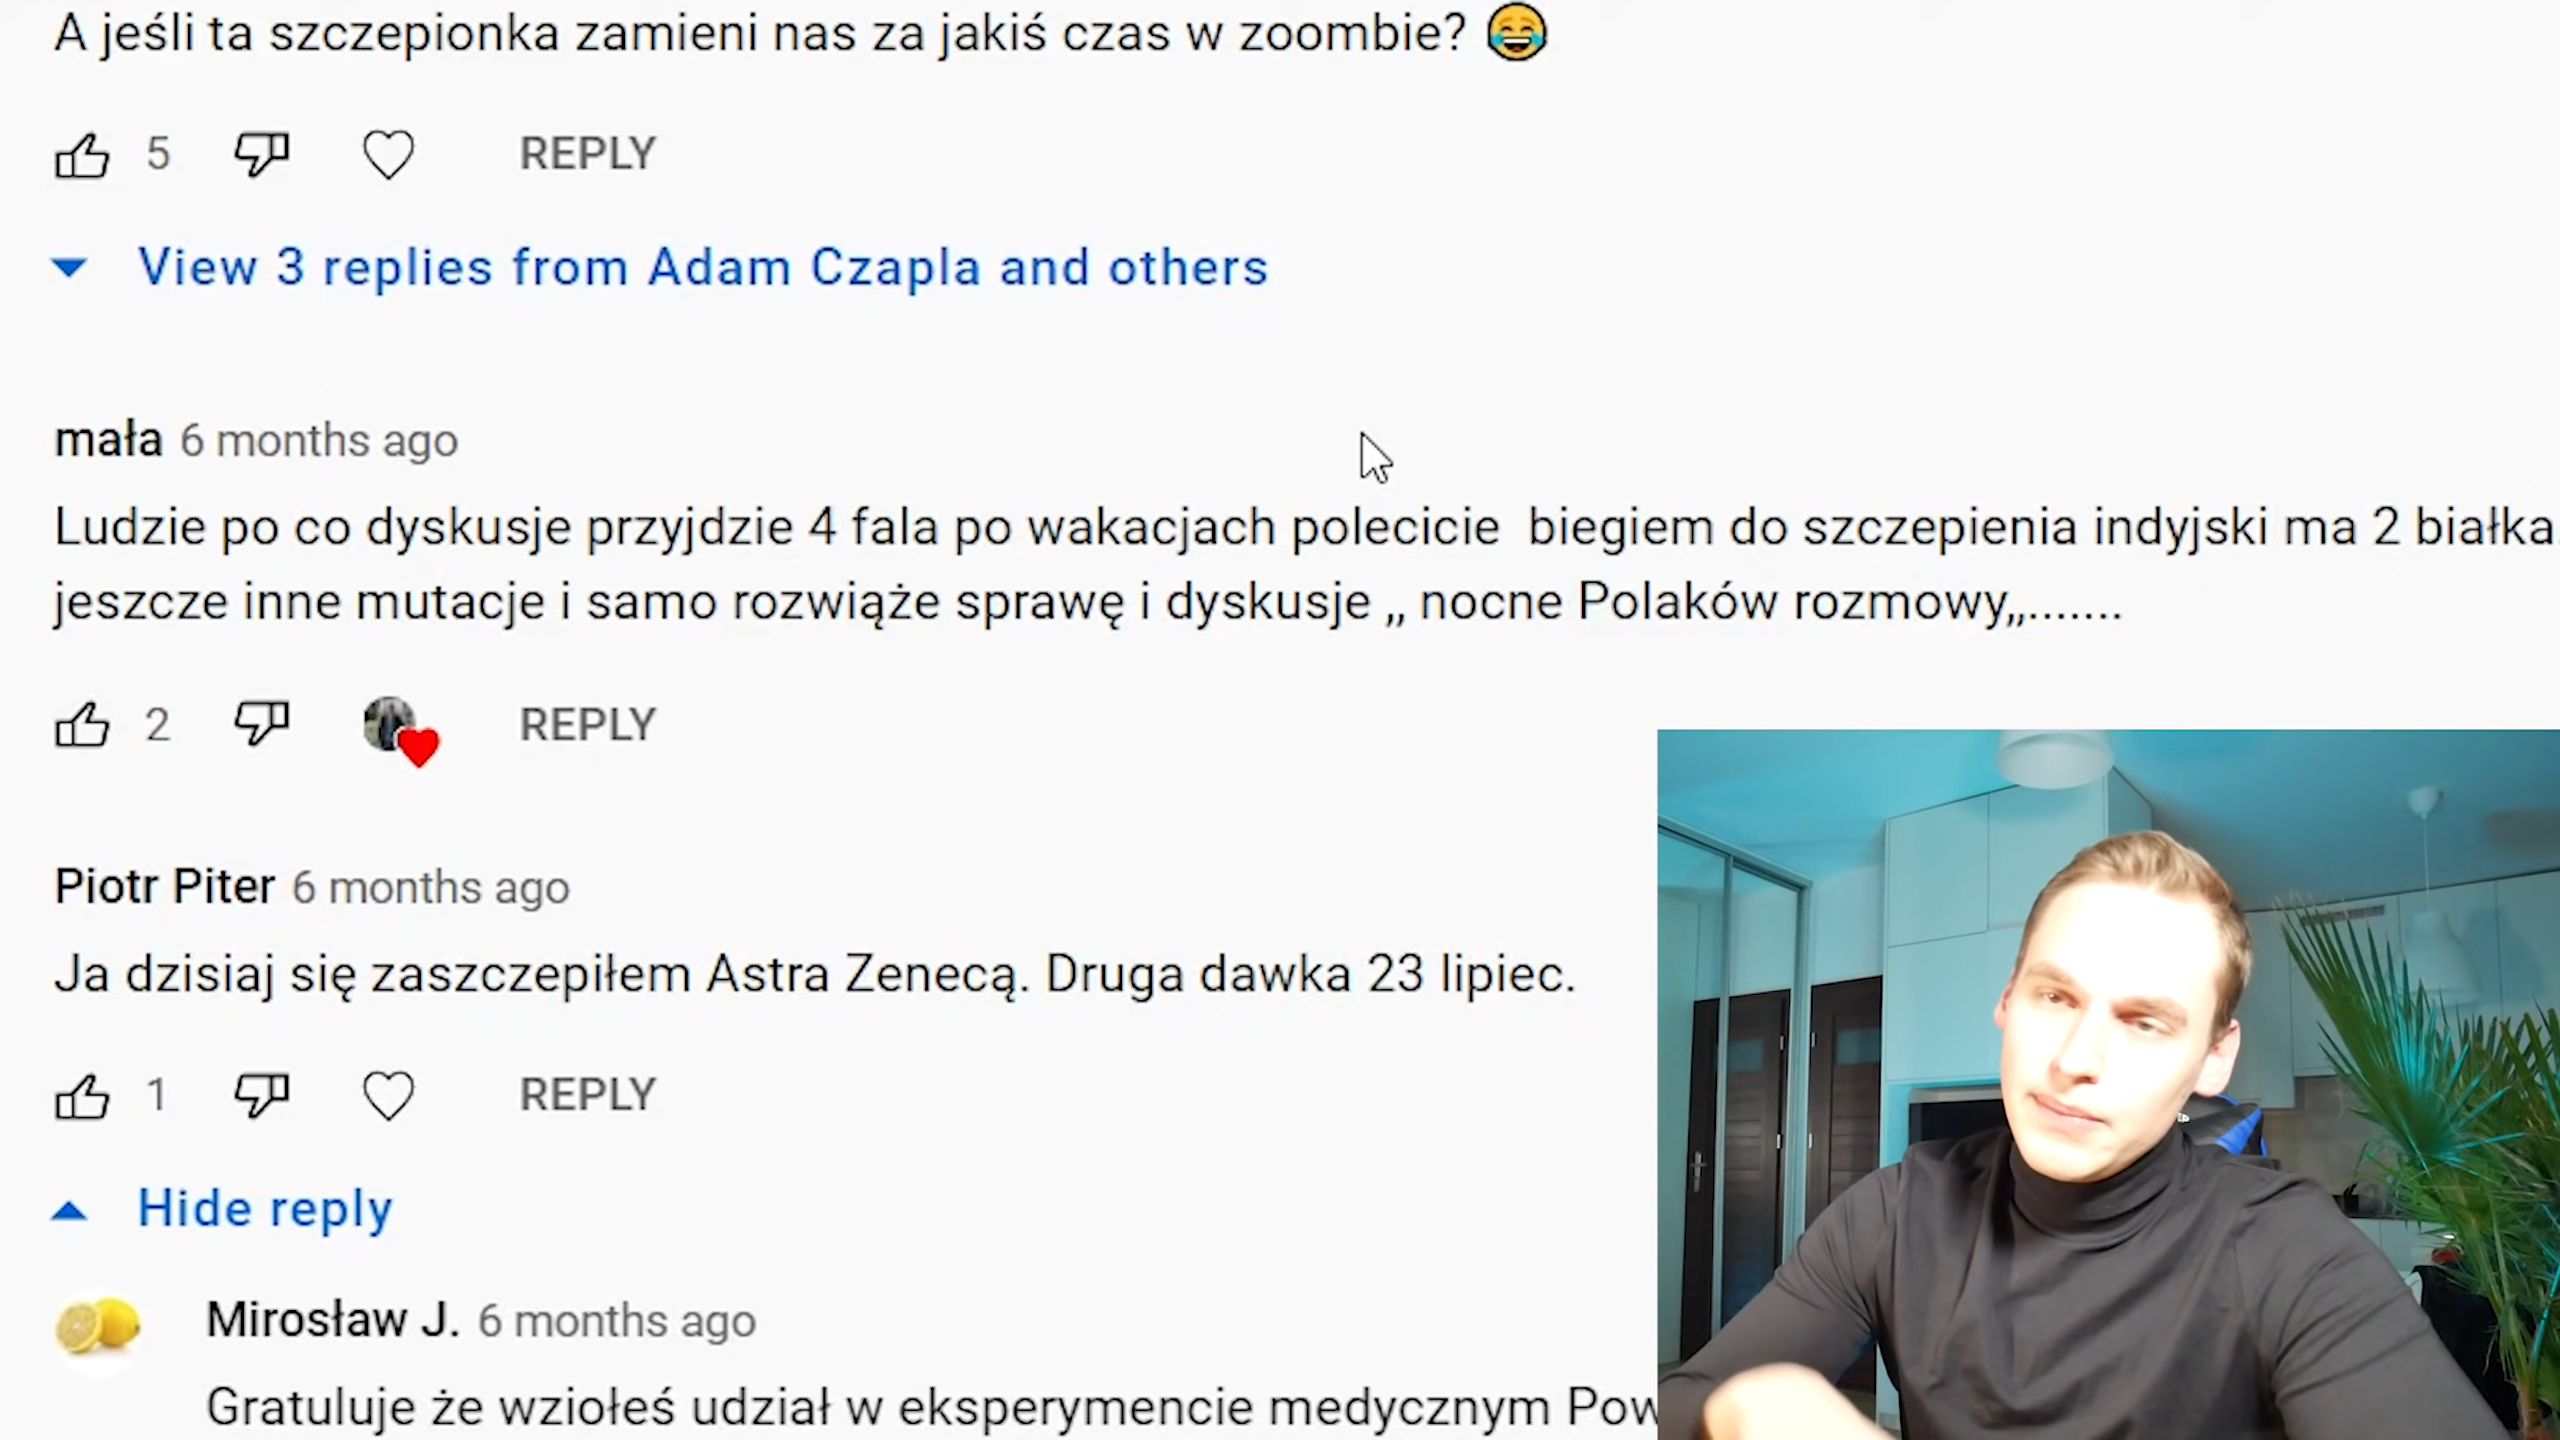 A jeśli ta szczepionka zamieni nas za jakiś czas w zoombie? 😂
5 REPLY
View 3 replies from Adam Czapla and others
mała 6 months ago
Ludzie po co dyskusje przyjdzie 4 fala po wakacjach polecicie biegiem do szczepienia indyjski ma 2 białka.
jeszcze inne mutacje i samo rozwiąże sprawę i dyskusje ,, nocne Polaków rozmowy,,.......
2 REPLY
Piotr Piter 6 months ago
Ja dzisiaj się zaszczepiłem Astra Zenecą. Druga dawka 23 lipiec.
1 REPLY
Hide reply
Mirosław J. 6 months ago
Gratuluje że wziołeś udział w eksperymencie medycznym